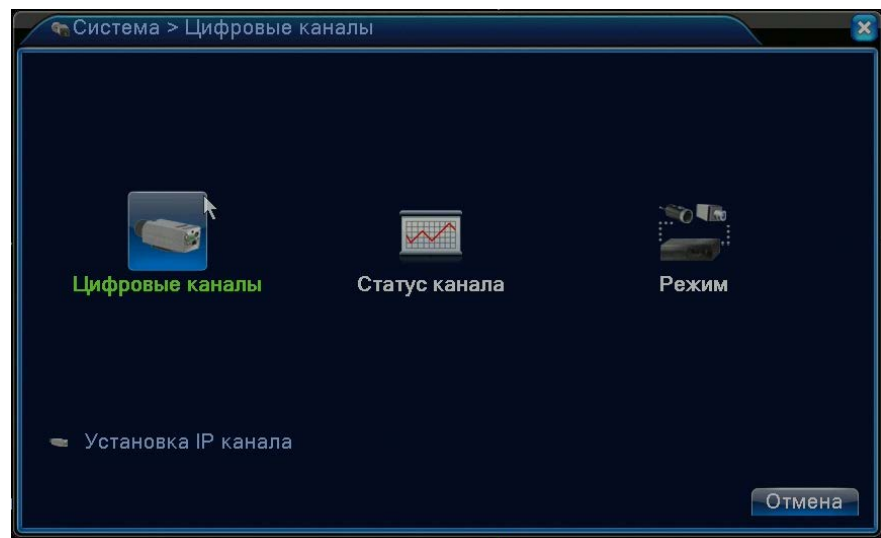 Система > Цифровые каналы
Цифровые каналы
Статус канала
Режим
Установка IP канала
Отмена